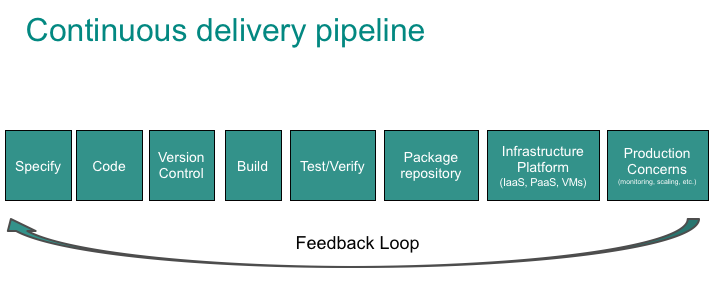 Continuous delivery pipeline
Specify
Code
Version
Control
Build
Test/Verify
Package
repository
Infrastructure
Platform
(IaaS, PaaS, VMs)
Production
Concerns
(monitoring, scaling, etc.)
Feedback Loop